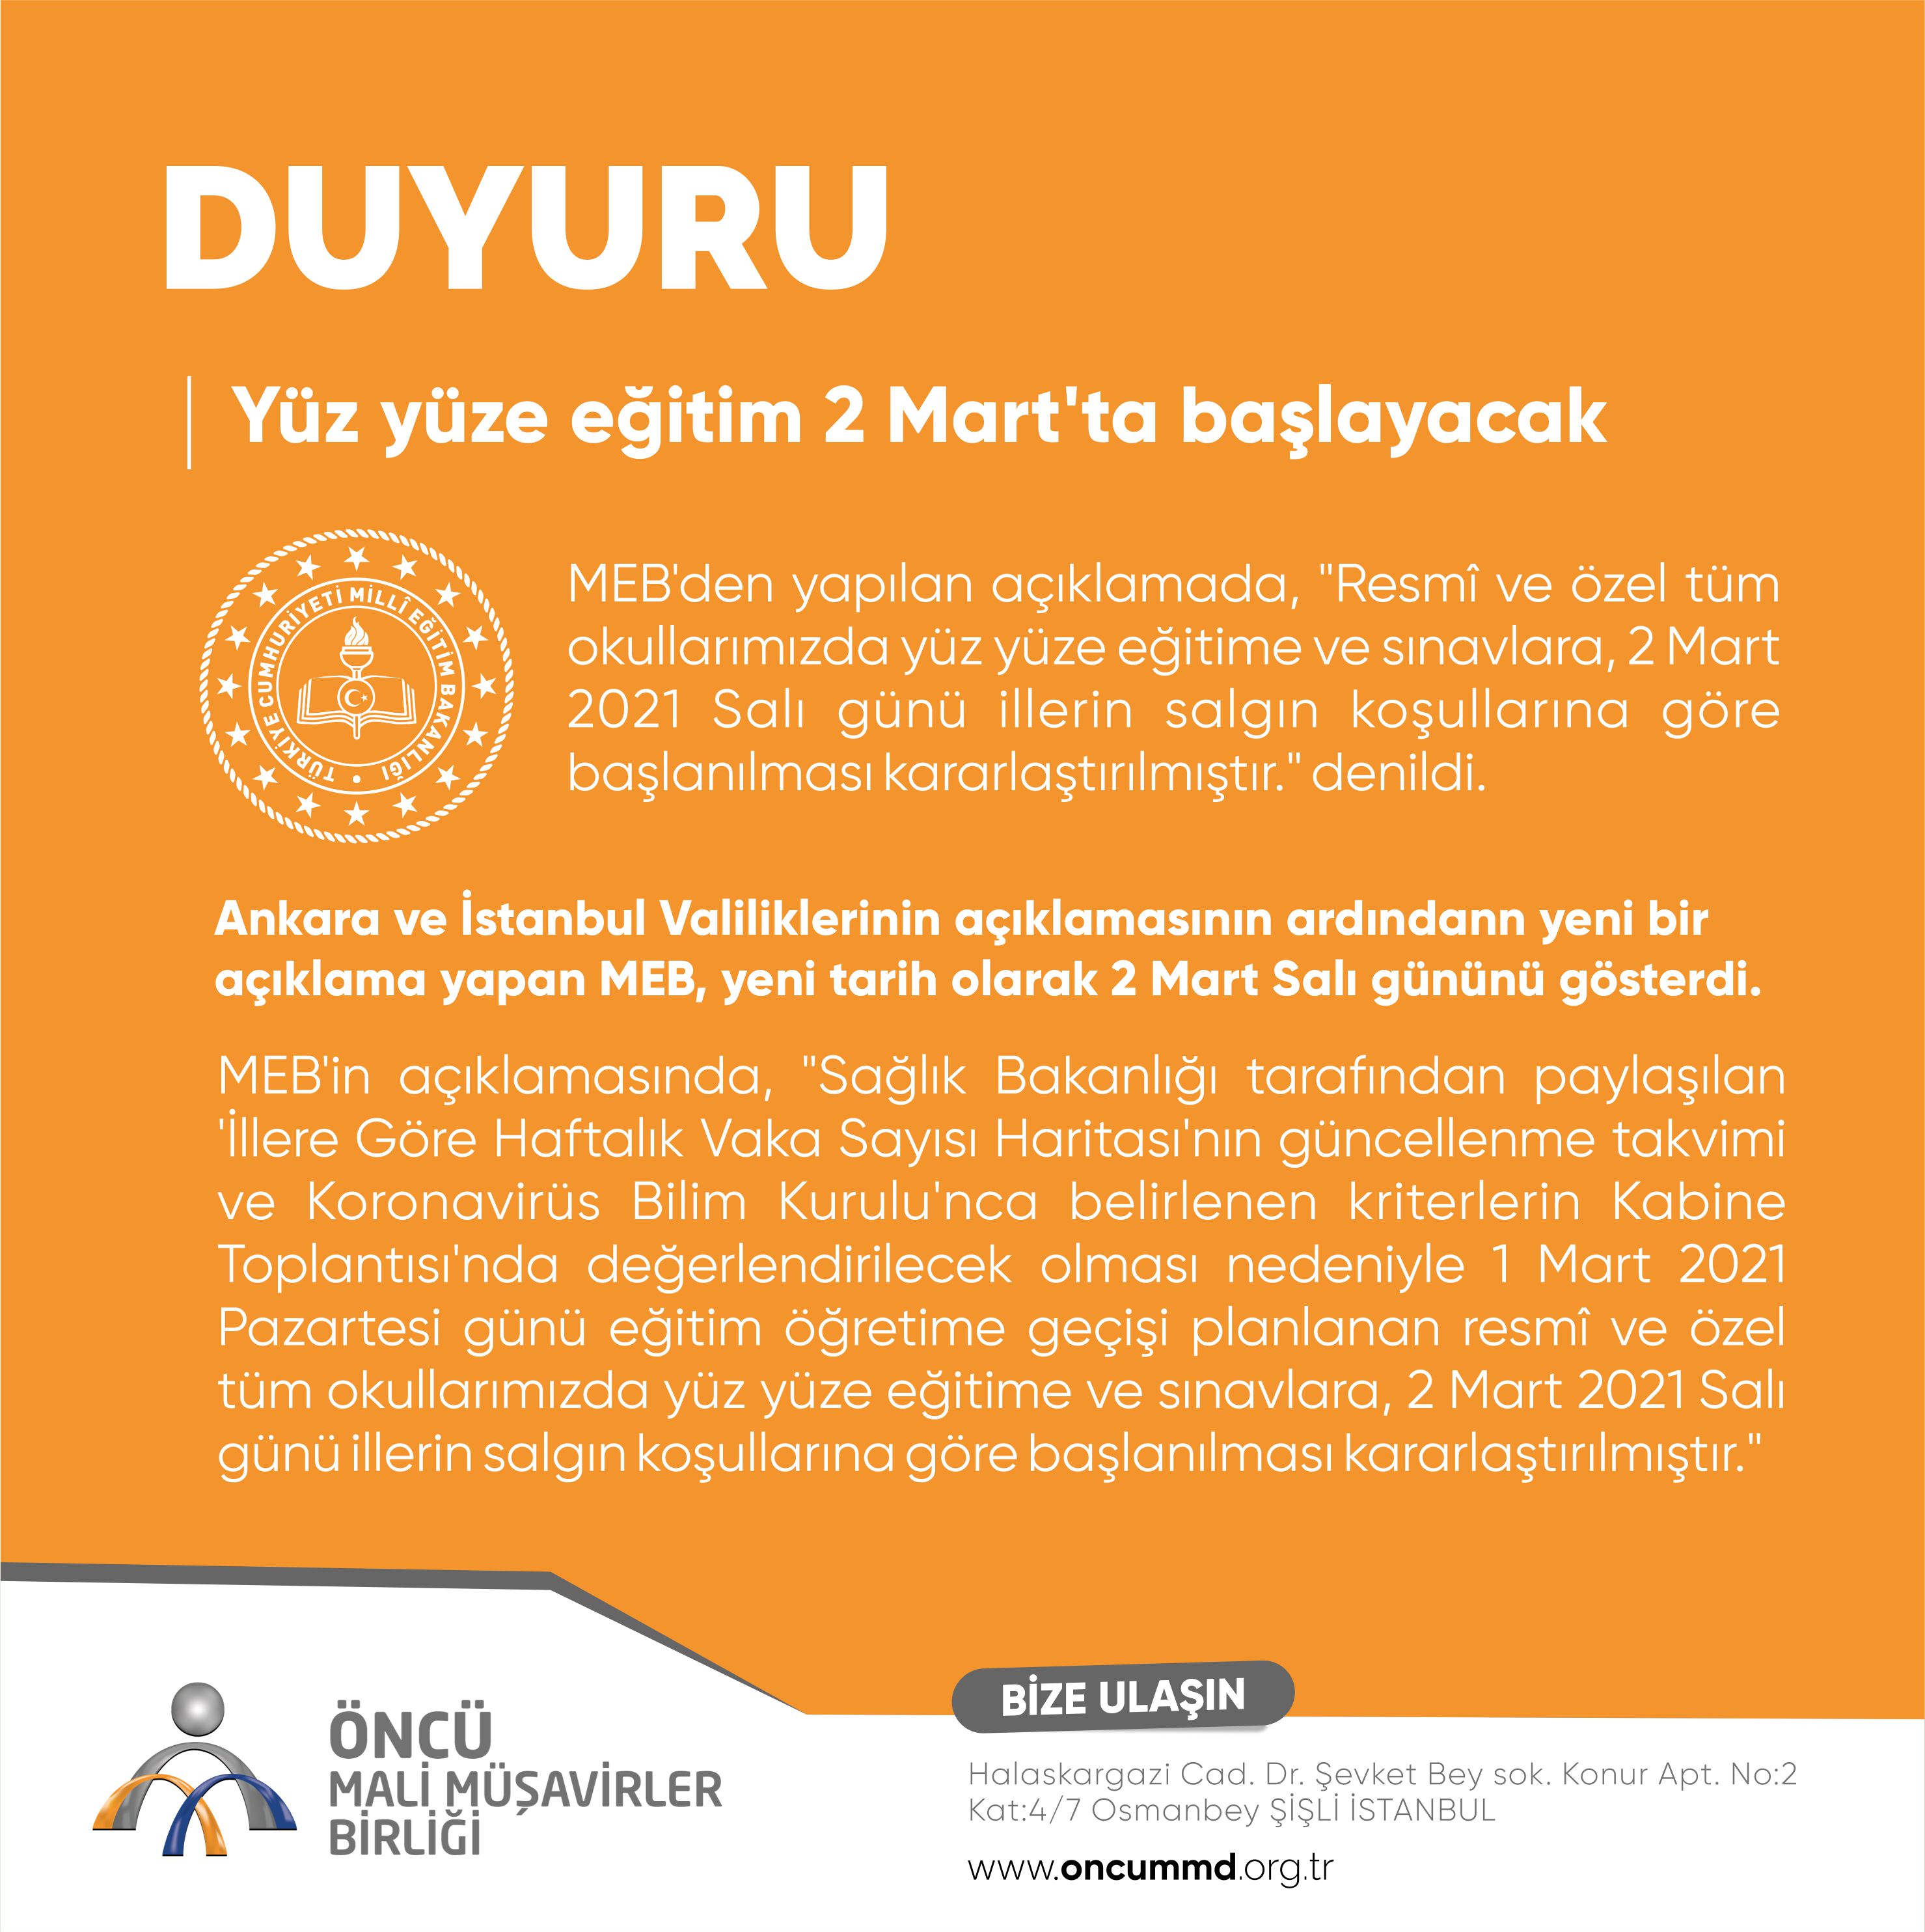 DUYURU
Yüz yüze eğitim 2 Mart'ta başlayacak
TÜRKİYE CUMHURİYETİ MİLLÎ EĞİTİM BAKANLIĞI
MEB'den yapılan açıklamada, "Resmî ve özel tüm
okullarımızda yüz yüze eğitime ve sınavlara, 2 Mart
2021 Salı günü illerin salgın koşullarına göre
başlanılması kararlaştırılmıştır." denildi.
Ankara ve İstanbul Valiliklerinin açıklamasının ardındann yeni bir
açıklama yapan MEB, yeni tarih olarak 2 Mart Salı gününü gösterdi.
MEB'in açıklamasında, "Sağlık Bakanlığı tarafından paylaşılan
'İllere Göre Haftalık Vaka Sayısı Haritası'nın güncellenme takvimi
ve Koronavirüs Bilim Kurulu'nca belirlenen kriterlerin Kabine
Toplantısı'nda değerlendirilecek olması nedeniyle 1 Mart 2021
Pazartesi günü eğitim öğretime geçişi planlanan resmî ve özel
tüm okullarımızda yüz yüze eğitime ve sınavlara, 2 Mart 2021 Salı
günü illerin salgın koşullarına göre başlanılması kararlaştırılmıştır."
ÖNCÜ
MALİ MÜŞAVİRLER
BİRLİĞİ
BİZE ULAŞIN
Halaskargazi Cad. Dr. Şevket Bey sok. Konur Apt. No:2
Kat:4/7 Osmanbey ŞİŞLİ İSTANBUL
www.oncummd.org.tr